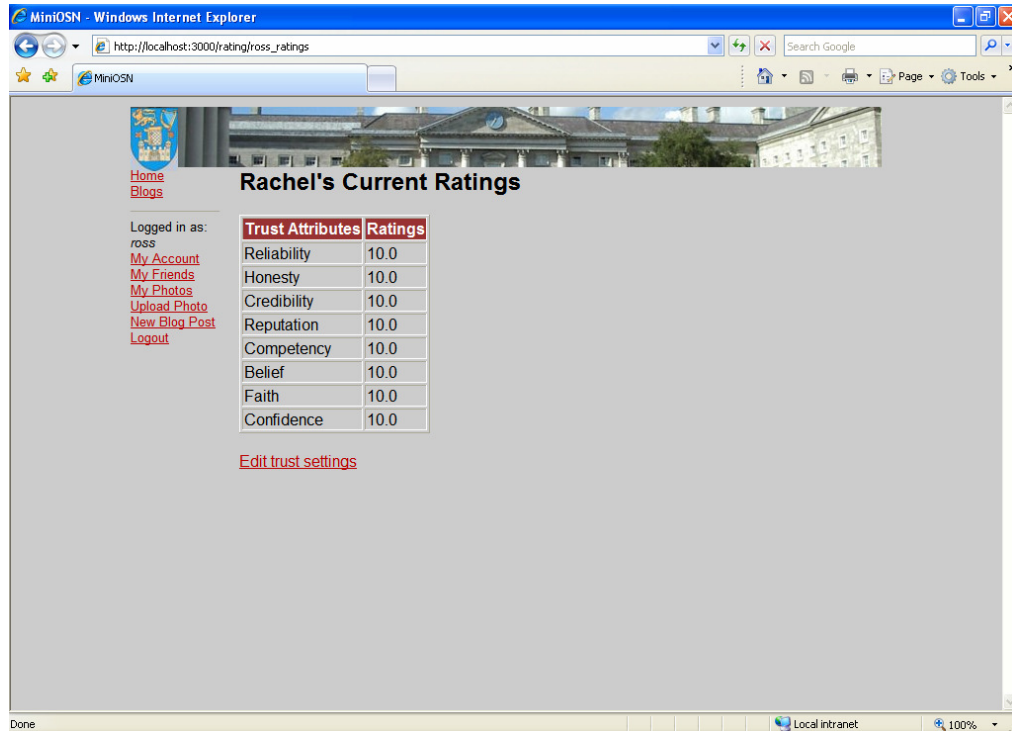 MiniOSN - Windows Internet Explorer
http://localhost:3000/rating/ross_ratings
Search Google
MiniOSN
Page
Tools
Home
Blogs
Rachel's Current Ratings
Logged in as:
ross
My Account
My Friends
My Photos
Upload Photo
New Blog Post
Logout
Trust Attributes Ratings
Reliability 10.0
Honesty 10.0
Credibility 10.0
Reputation 10.0
Competency 10.0
Belief 10.0
Faith 10.0
Confidence 10.0
Edit trust settings
Done
Local intranet
100%